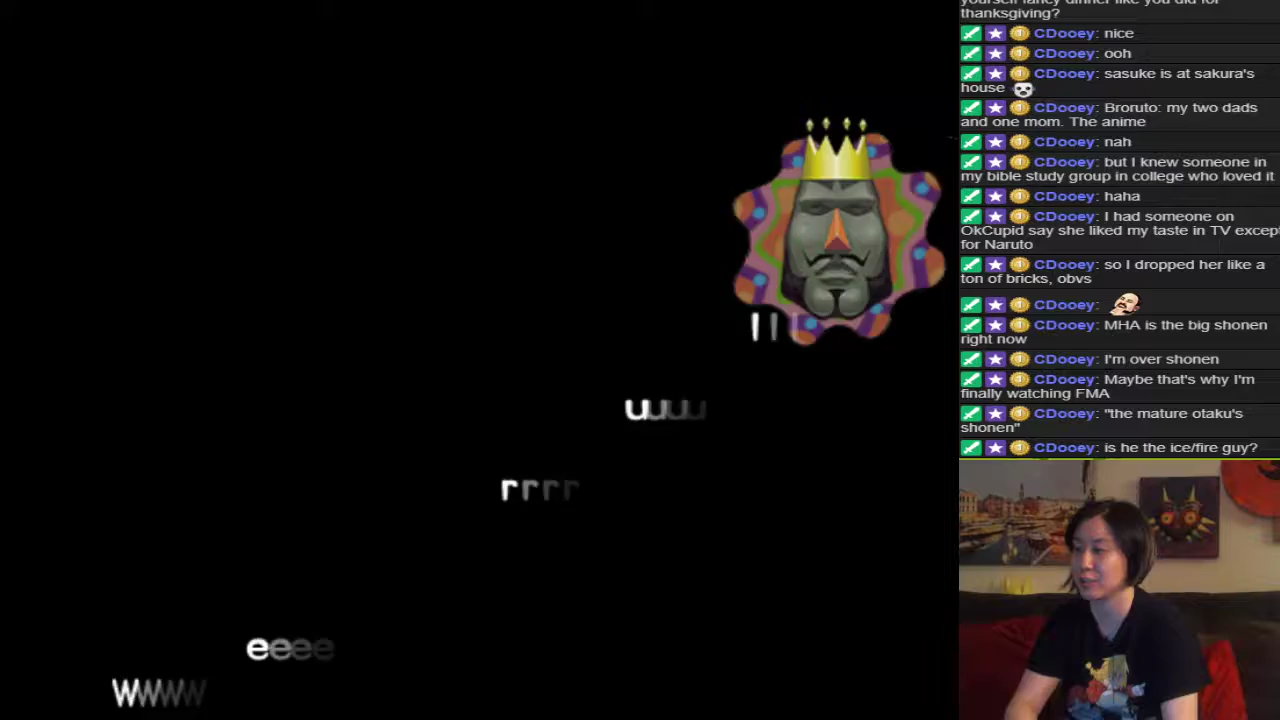 yourself fancy dinner like you did for
thanksgiving?
CDooey: nice
CDooey: ooh
CDooey: sasuke is at sakura's
house
CDooey: Broruto: my two dads
and one mom. The anime
CDooey: nah
CDooey: but I knew someone in
my bible study group in college who loved it
CDooey: haha
CDooey: I had someone on
OkCupid say she liked my taste in TV except
for Naruto
CDooey: so I dropped her like a
ton of bricks, obvs
CDooey:
CDooey: MHA is the big shonen
right now
CDooey: I'm over shonen
CDooey: Maybe that's why I'm
finally watching FMA
CDooey: "the mature otaku's
shonen"
CDooey: is he the ice/fire guy?
l
u
r
e
W